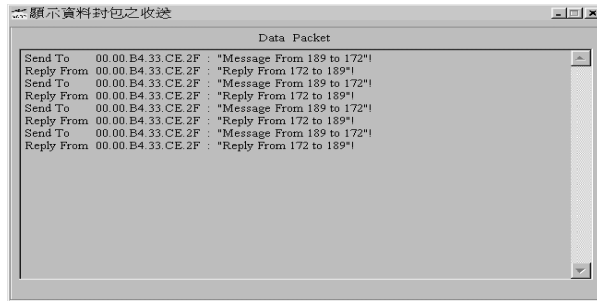 顯示資料封包之收送
Data Packet
Send To 00.00.B4.33.CE.2F : "Message From 189 to 172"!
Reply From 00.00.B4.33.CE.2F : "Reply From 172 to 189"!
Send To 00.00.B4.33.CE.2F : "Message From 189 to 172"!
Reply From 00.00.B4.33.CE.2F : "Reply From 172 to 189"!
Send To 00.00.B4.33.CE.2F : "Message From 189 to 172"!
Reply From 00.00.B4.33.CE.2F : "Reply From 172 to 189"!
Send To 00.00.B4.33.CE.2F : "Message From 189 to 172"!
Reply From 00.00.B4.33.CE.2F : "Reply From 172 to 189"!